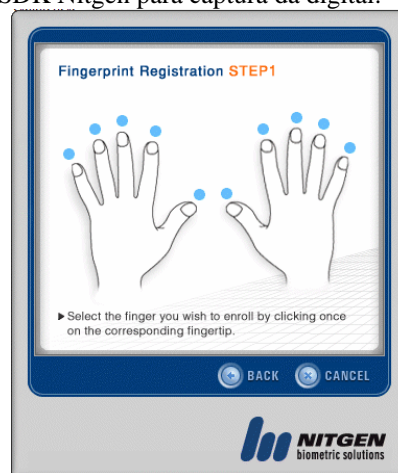 SDK Nitgen para captura da digital.
Fingerprint Registration STEP1
Select the finger you wish to enroll by clicking once
on the corresponding fingertip.
BACK
CANCEL
NITGEN
biometric solutions